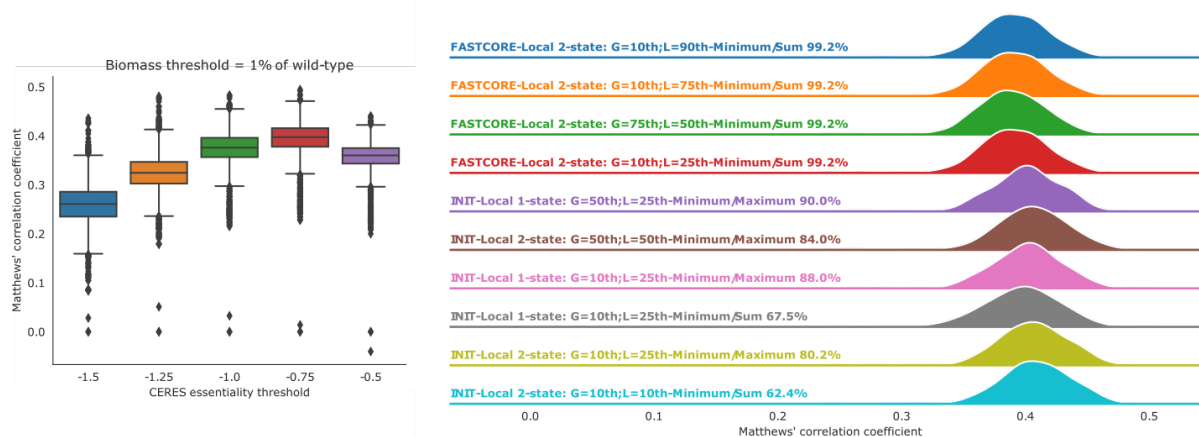 Biomass threshold = 1% of wild-type
Matthews' correlation coefficient
0.5
0.4
0.3
0.2
0.1
0.0
-1.5 -1.25 -1.0 -0.75 -0.5
CERES essentiality threshold
FASTCORE-Local 2-state: G=10th;L=90th-Minimum/Sum 99.2%
FASTCORE-Local 2-state: G=10th;L=75th-Minimum/Sum 99.2%
FASTCORE-Local 2-state: G=75th;L=50th-Minimum/Sum 99.2%
FASTCORE-Local 2-state: G=10th;L=25th-Minimum/Sum 99.2%
INIT-Local 1-state: G=50th;L=25th-Minimum/Maximum 90.0%
INIT-Local 2-state: G=50th;L=50th-Minimum/Maximum 84.0%
INIT-Local 1-state: G=10th;L=25th-Minimum/Maximum 88.0%
INIT-Local 1-state: G=10th;L=25th-Minimum/Sum 67.5%
INIT-Local 2-state: G=10th;L=25th-Minimum/Maximum 80.2%
INIT-Local 2-state: G=10th;L=10th-Minimum/Sum 62.4%
0.0 0.1 0.2 0.3 0.4 0.5
Matthews' correlation coefficient